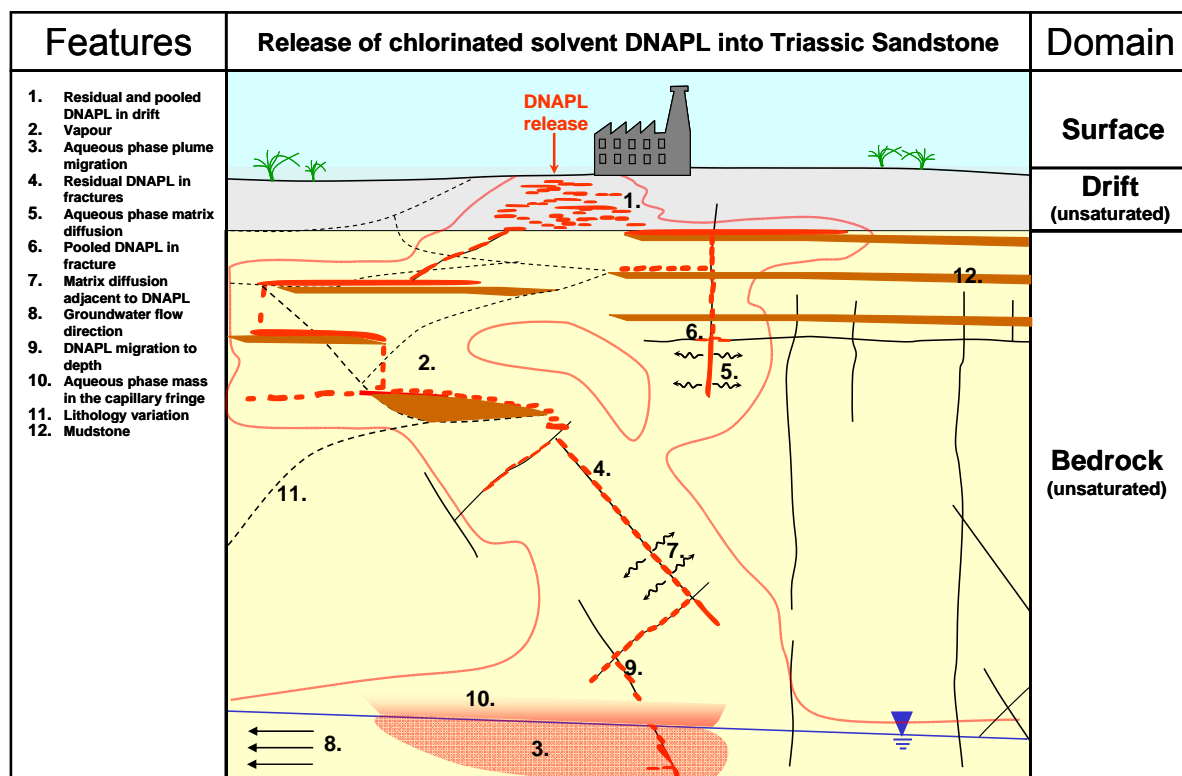 Features
Release of chlorinated solvent DNAPL into Triassic Sandstone
Domain
1. Residual and pooled
DNAPL in drift
2. Vapour
3. Aqueous phase plume
migration
4. Residual DNAPL in
fractures
5. Aqueous phase matrix
diffusion
6. Pooled DNAPL in
fracture
7. Matrix diffusion
adjacent to DNAPL
8. Groundwater flow
direction
9. DNAPL migration to
depth
10. Aqueous phase mass
in the capillary fringe
11. Lithology variation
12. Mudstone
DNAPL
release
1.
12.
6.
2.
5.
4.
11.
7.
9.
10.
8.
3.
Surface
Drift
(unsaturated)
Bedrock
(unsaturated)